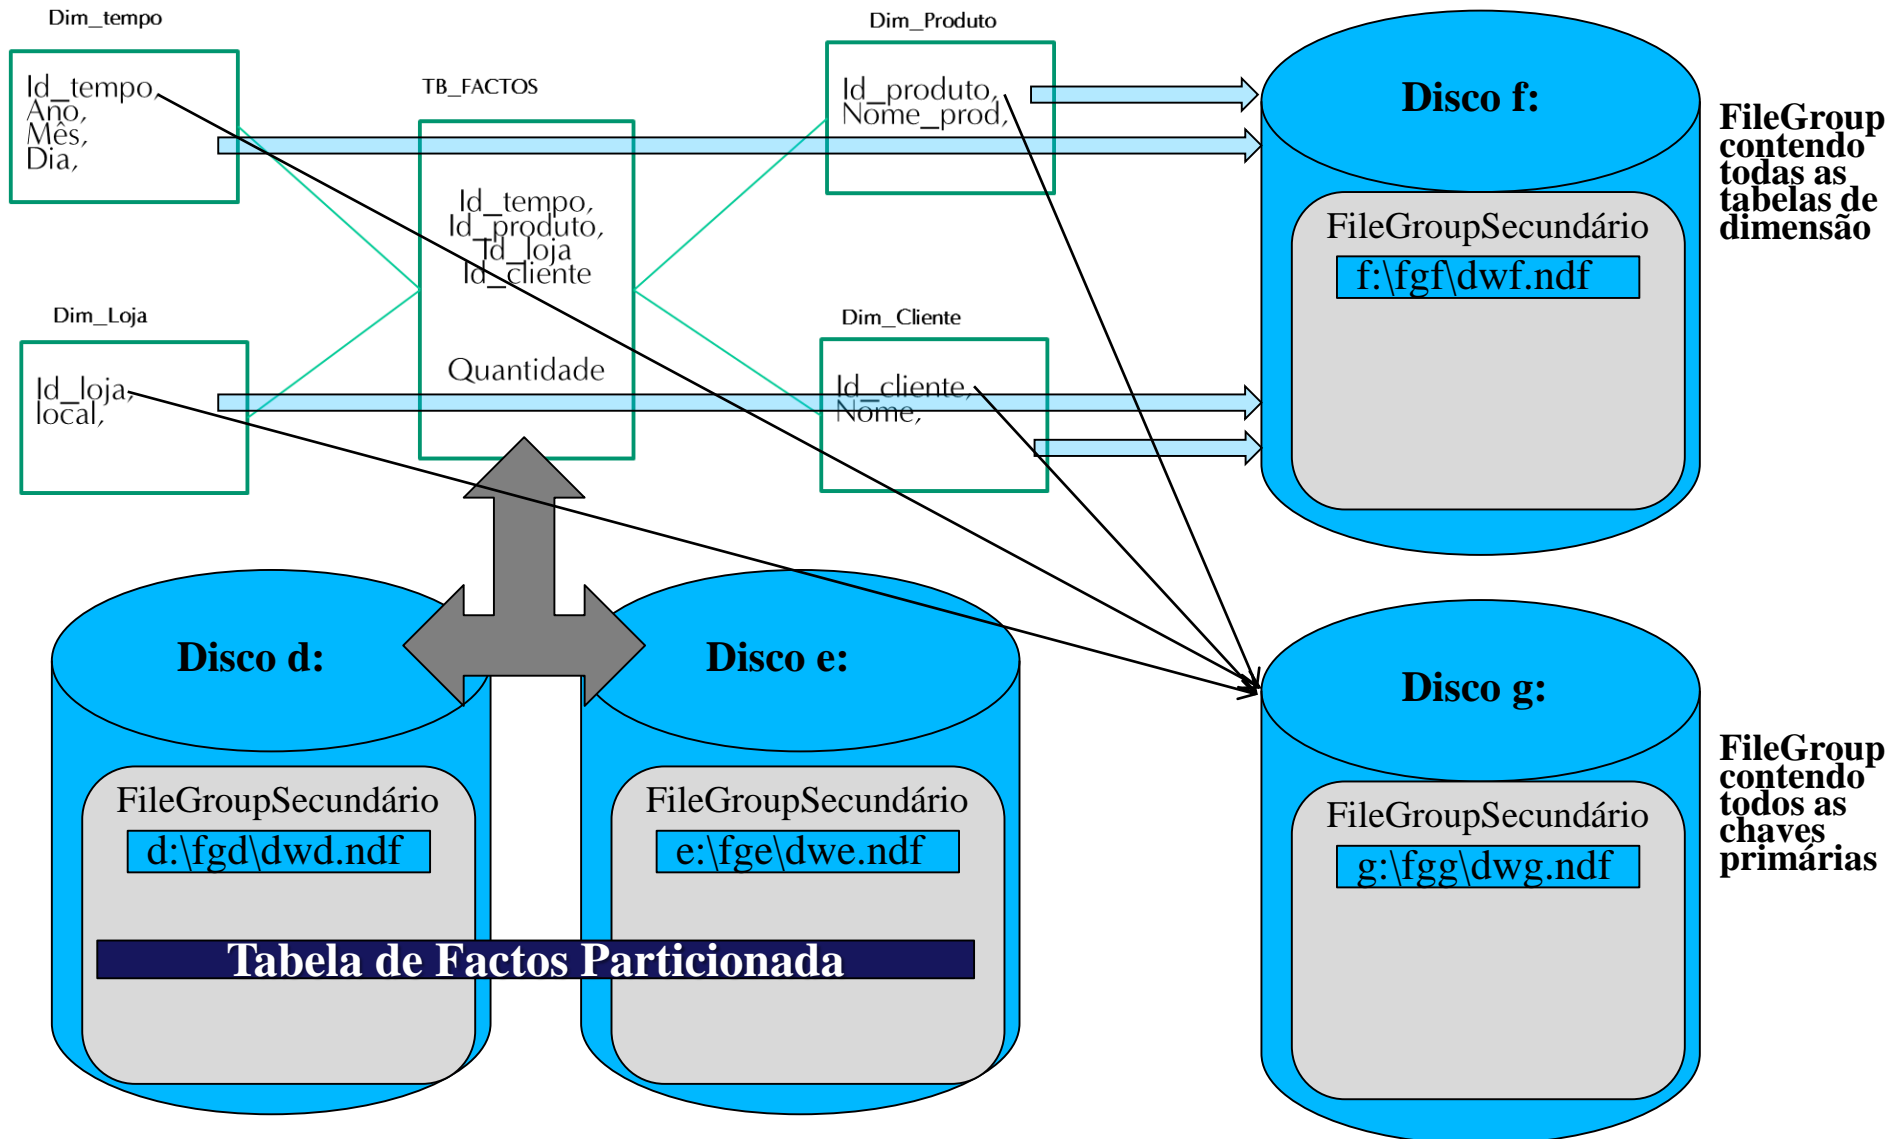 Dim_tempo
Id_tempo,
Ano,
Mês,
Dia,
TB_FACTOS
Id_tempo,
Id_produto,
Id_loja
Id_cliente
Quantidade
Dim_Produto
Id_produto,
Nome_prod,
Dim_Loja
Id_loja,
local,
Dim_Cliente
Id_cliente,
Nome,
Disco f:
FileGroupSecundário
f:\fgf\dwf.ndf
FileGroup
contendo
todas as
tabelas de
dimensão
Disco d:
FileGroupSecundário
d:\fgd\dwd.ndf
Disco e:
FileGroupSecundário
e:\fge\dwe.ndf
Tabela de Factos Particionada
Disco g:
FileGroupSecundário
g:\fgg\dwg.ndf
FileGroup
contendo
todos as
chaves
primárias